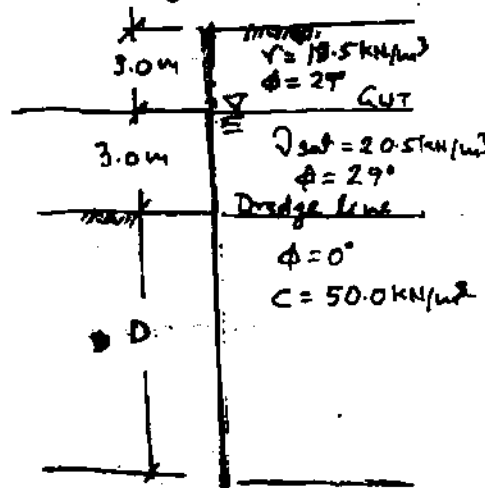 3.0m
γ = 18.5 kN/m³
φ = 29°
GWT
3.0m
γsat = 20.5 kN/m³
φ = 29°
Dredge line
φ = 0°
C = 50.0 kN/m²
D